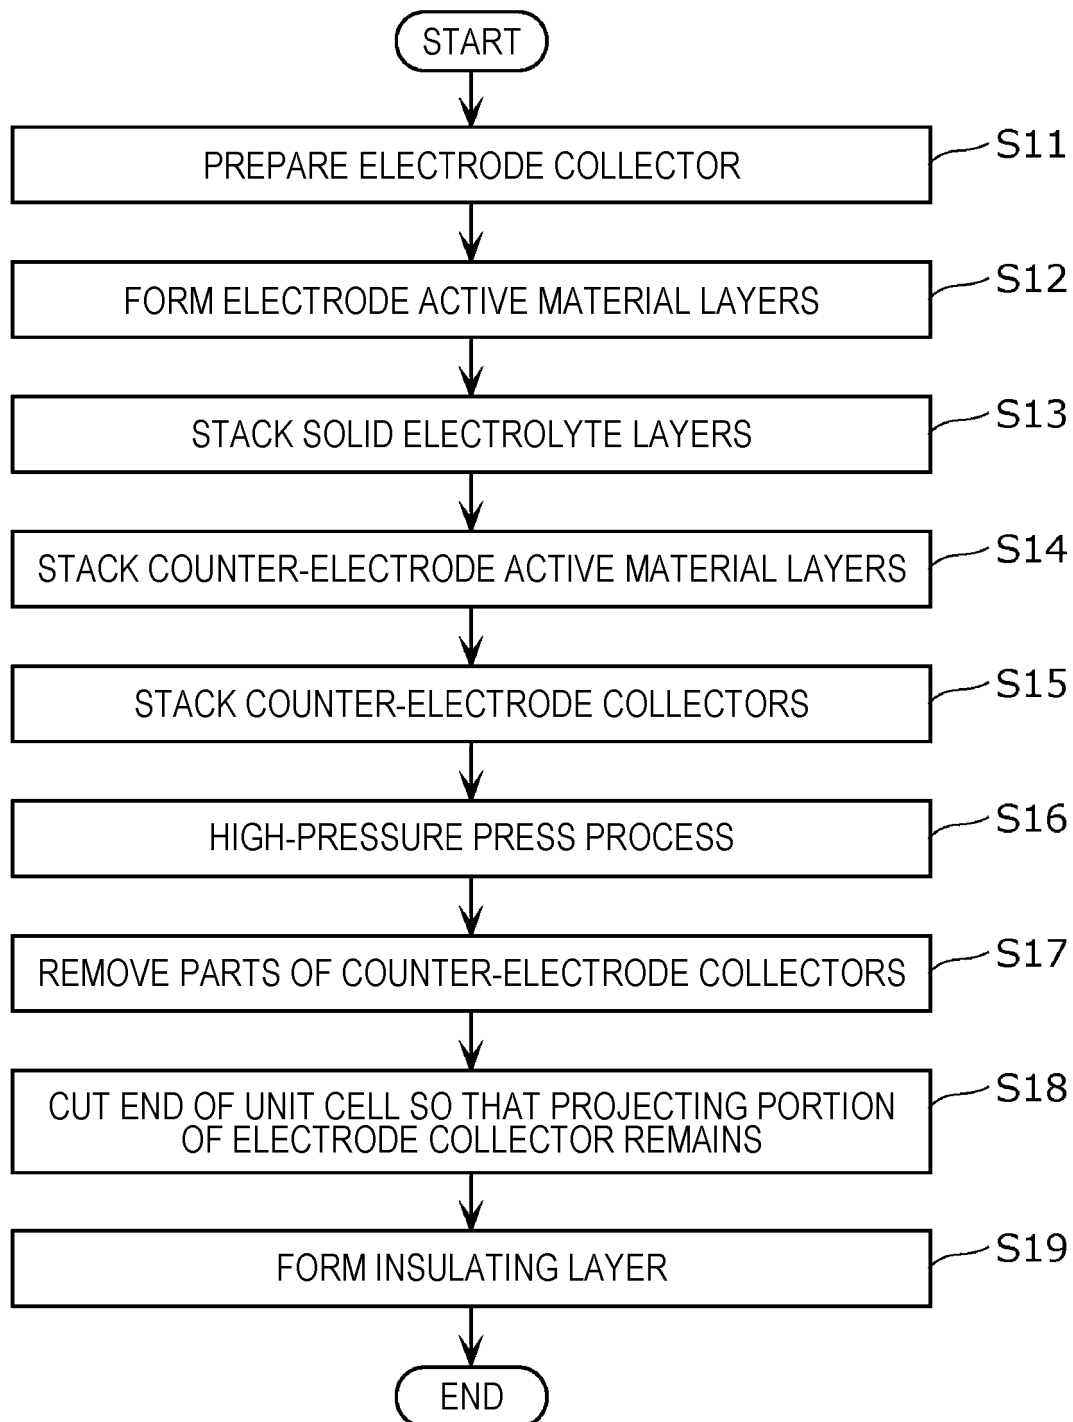 START
PREPARE ELECTRODE COLLECTOR
S11
FORM ELECTRODE ACTIVE MATERIAL LAYERS
S12
STACK SOLID ELECTROLYTE LAYERS
S13
STACK COUNTER-ELECTRODE ACTIVE MATERIAL LAYERS
S14
STACK COUNTER-ELECTRODE COLLECTORS
S15
HIGH-PRESSURE PRESS PROCESS
S16
REMOVE PARTS OF COUNTER-ELECTRODE COLLECTORS
S17
CUT END OF UNIT CELL SO THAT PROJECTING PORTION
OF ELECTRODE COLLECTOR REMAINS
S18
FORM INSULATING LAYER
S19
END